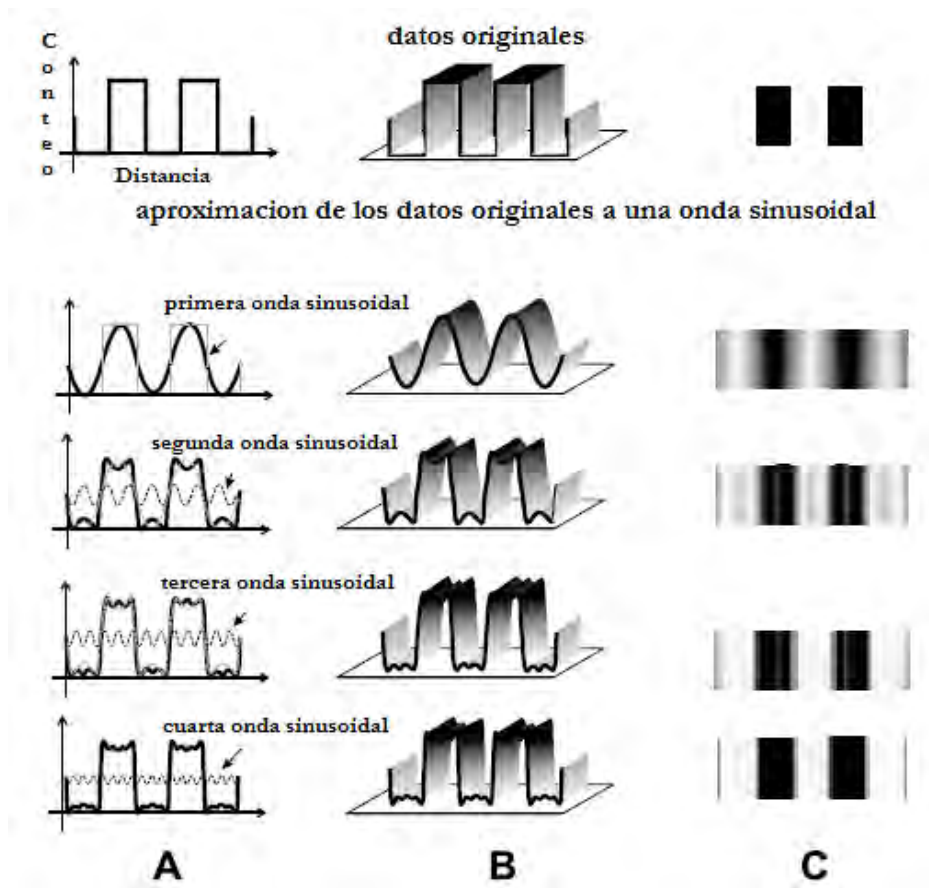 datos originales
Conteo
Distancia
aproximacion de los datos originales a una onda sinusoidal
primera onda sinusoidal
segunda onda sinusoidal
tercera onda sinusoidal
cuarta onda sinusoidal
A B C